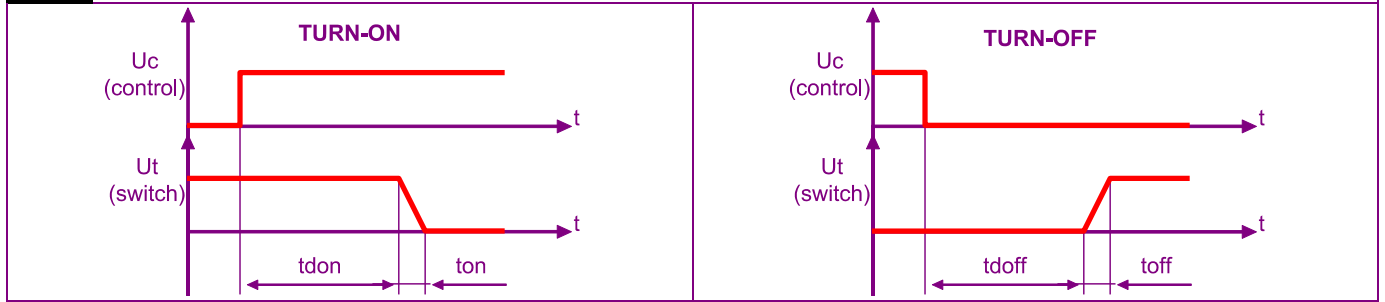 TURN-ON
Uc
(control)
t
Ut
(switch)
t
tdon
ton
TURN-OFF
Uc
(control)
t
Ut
(switch)
t
tdoff
toff